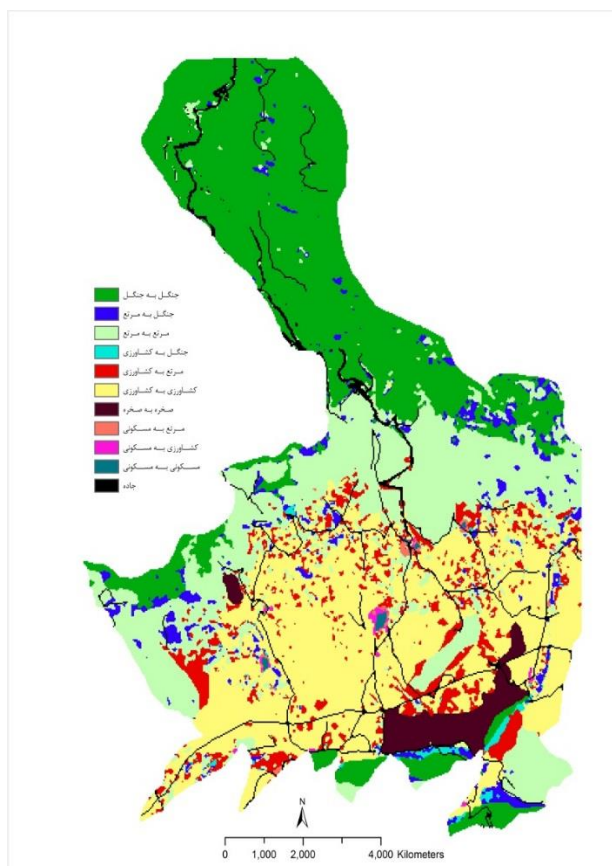 جنگل به جنگل
جنگل به مرتع
مرتع به مرتع
جنگل به کشاورزی
مرتع به کشاورزی
کشاورزی به کشاورزی
صخره به صخره
مرتع به مسکونی
کشاورزی به مسکونی
مسکونی به مسکونی
جاده
N
0 1,000 2,000 4,000 Kilometers